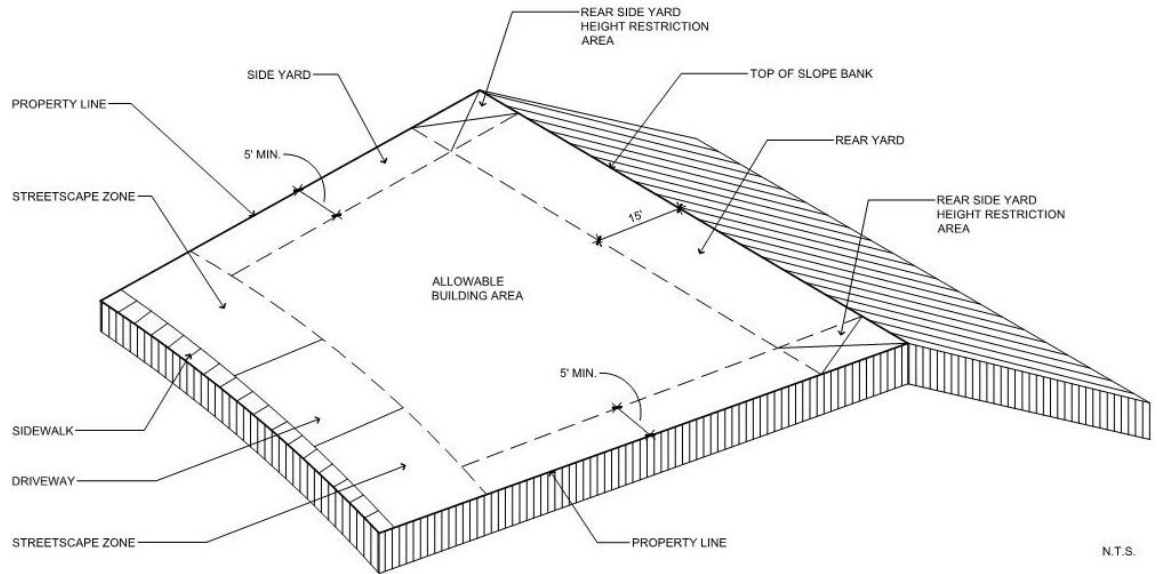 REAR SIDE YARD
HEIGHT RESTRICTION
AREA
SIDE YARD
TOP OF SLOPE BANK
PROPERTY LINE
REAR YARD
5' MIN.
STREETSCAPE ZONE
REAR SIDE YARD
HEIGHT RESTRICTION
AREA
15'
ALLOWABLE
BUILDING AREA
5' MIN.
SIDEWALK
DRIVEWAY
STREETSCAPE ZONE
PROPERTY LINE
N.T.S.